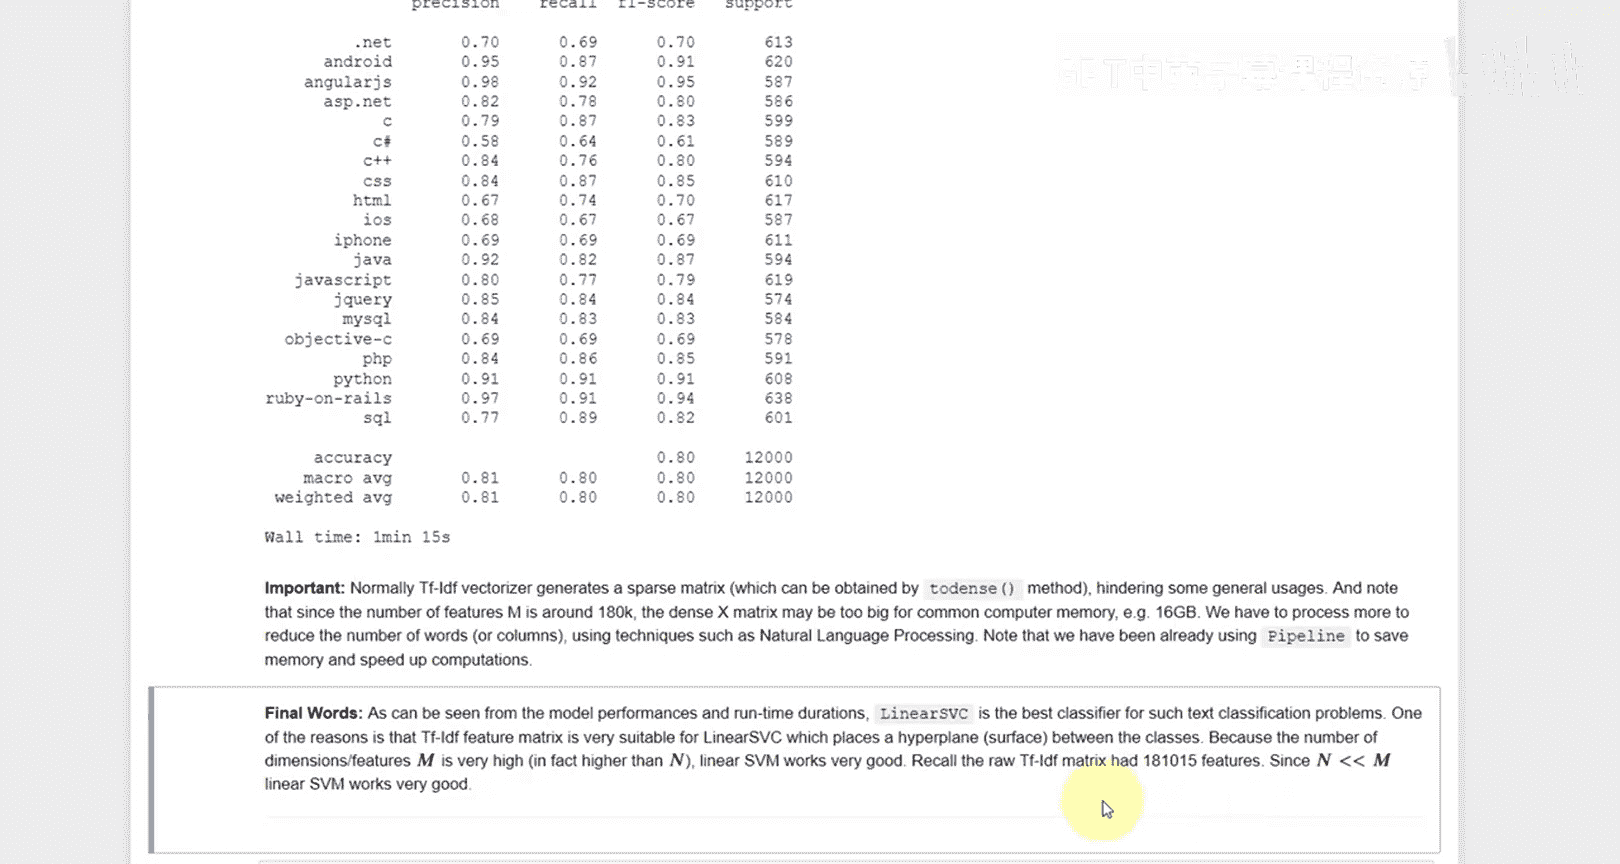 precision recall f1-score support
.net 0.70 0.69 0.70 613
android 0.95 0.87 0.91 620
angularjs 0.98 0.92 0.95 587
asp.net 0.82 0.78 0.80 586
c 0.79 0.87 0.83 599
c# 0.58 0.64 0.61 589
c++ 0.84 0.76 0.80 594
css 0.84 0.87 0.85 610
html 0.67 0.74 0.70 617
ios 0.68 0.67 0.67 587
iphone 0.69 0.69 0.69 611
java 0.92 0.82 0.87 594
javascript 0.80 0.77 0.79 619
jquery 0.85 0.84 0.84 574
mysql 0.84 0.83 0.83 584
objective-c 0.69 0.69 0.69 578
php 0.84 0.86 0.85 591
python 0.91 0.91 0.91 608
ruby-on-rails 0.97 0.91 0.94 638
sql 0.77 0.89 0.82 601
accuracy 0.80 12000
macro avg 0.81 0.80 0.80 12000
weighted avg 0.81 0.80 0.80 12000
Wall time: 1min 15s
Important: Normally Tf-Idf vectorizer generates a sparse matrix (which can be obtained by todense() method), hindering some general usages. And note
that since the number of features M is around 180k, the dense X matrix may be too big for common computer memory, e.g. 16GB. We have to process more to
reduce the number of words (or columns), using techniques such as Natural Language Processing. Note that we have been already using Pipeline to save
memory and speed up computations.
Final Words: As can be seen from the model performances and run-time durations, LinearSVC is the best classifier for such text classification problems. One
of the reasons is that Tf-Idf feature matrix is very suitable for LinearSVC which places a hyperplane (surface) between the classes. Because the number of
dimensions/features M is very high (in fact higher than N), linear SVM works very good. Recall the raw Tf-Idf matrix had 181015 features. Since N << M
linear SVM works very good.